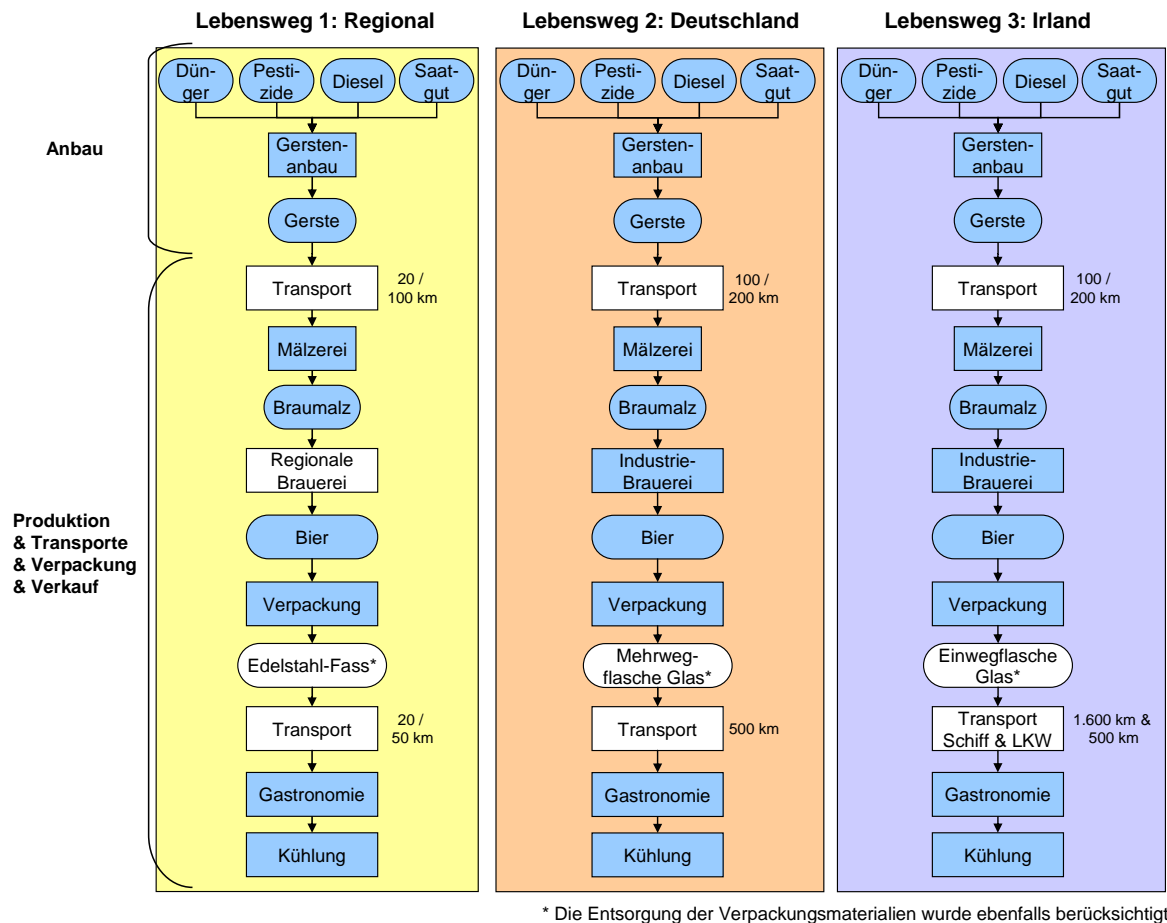 Lebensweg 1: Regional
Lebensweg 2: Deutschland
Lebensweg 3: Irland
Anbau
Produktion
& Transporte
& Verpackung
& Verkauf
Dün-
ger
Pesti-
zide
Diesel
Saat-
gut
Gersten-
anbau
Gerste
Transport
20 /
100 km
Mälzerei
Braumalz
Regionale
Brauerei
Bier
Verpackung
Edelstahl-Fass*
Transport
20 /
50 km
Gastronomie
Kühlung
Dün-
ger
Pesti-
zide
Diesel
Saat-
gut
Gersten-
anbau
Gerste
Transport
100 /
200 km
Mälzerei
Braumalz
Industrie-
Brauerei
Bier
Verpackung
Mehrweg-
flasche Glas*
Transport
500 km
Gastronomie
Kühlung
Dün-
ger
Pesti-
zide
Diesel
Saat-
gut
Gersten-
anbau
Gerste
Transport
100 /
200 km
Mälzerei
Braumalz
Industrie-
Brauerei
Bier
Verpackung
Einwegflasche
Glas*
Transport
Schiff & LKW
1.600 km &
500 km
Gastronomie
Kühlung
* Die Entsorgung der Verpackungsmaterialien wurde ebenfalls berücksichtigt